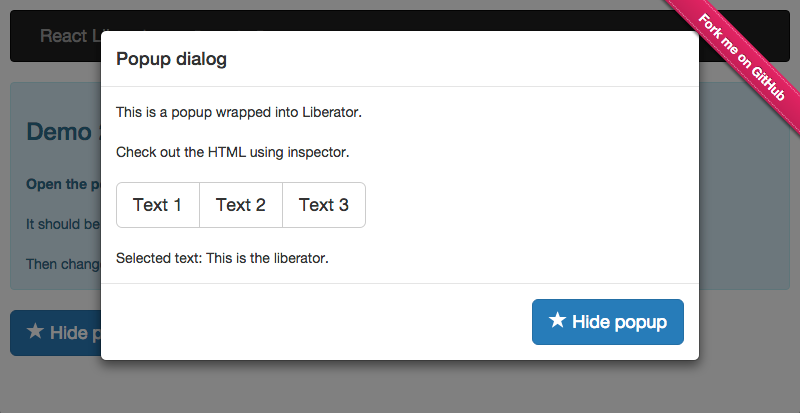 React
Fork me on GitHub
Popup dialog
This is a popup wrapped into Liberator.
Demo
Check out the HTML using inspector.
Open the
Text 1 Text 2 Text 3
It should be
Selected text: This is the liberator.
Then
★ Hide popup
★ Hide